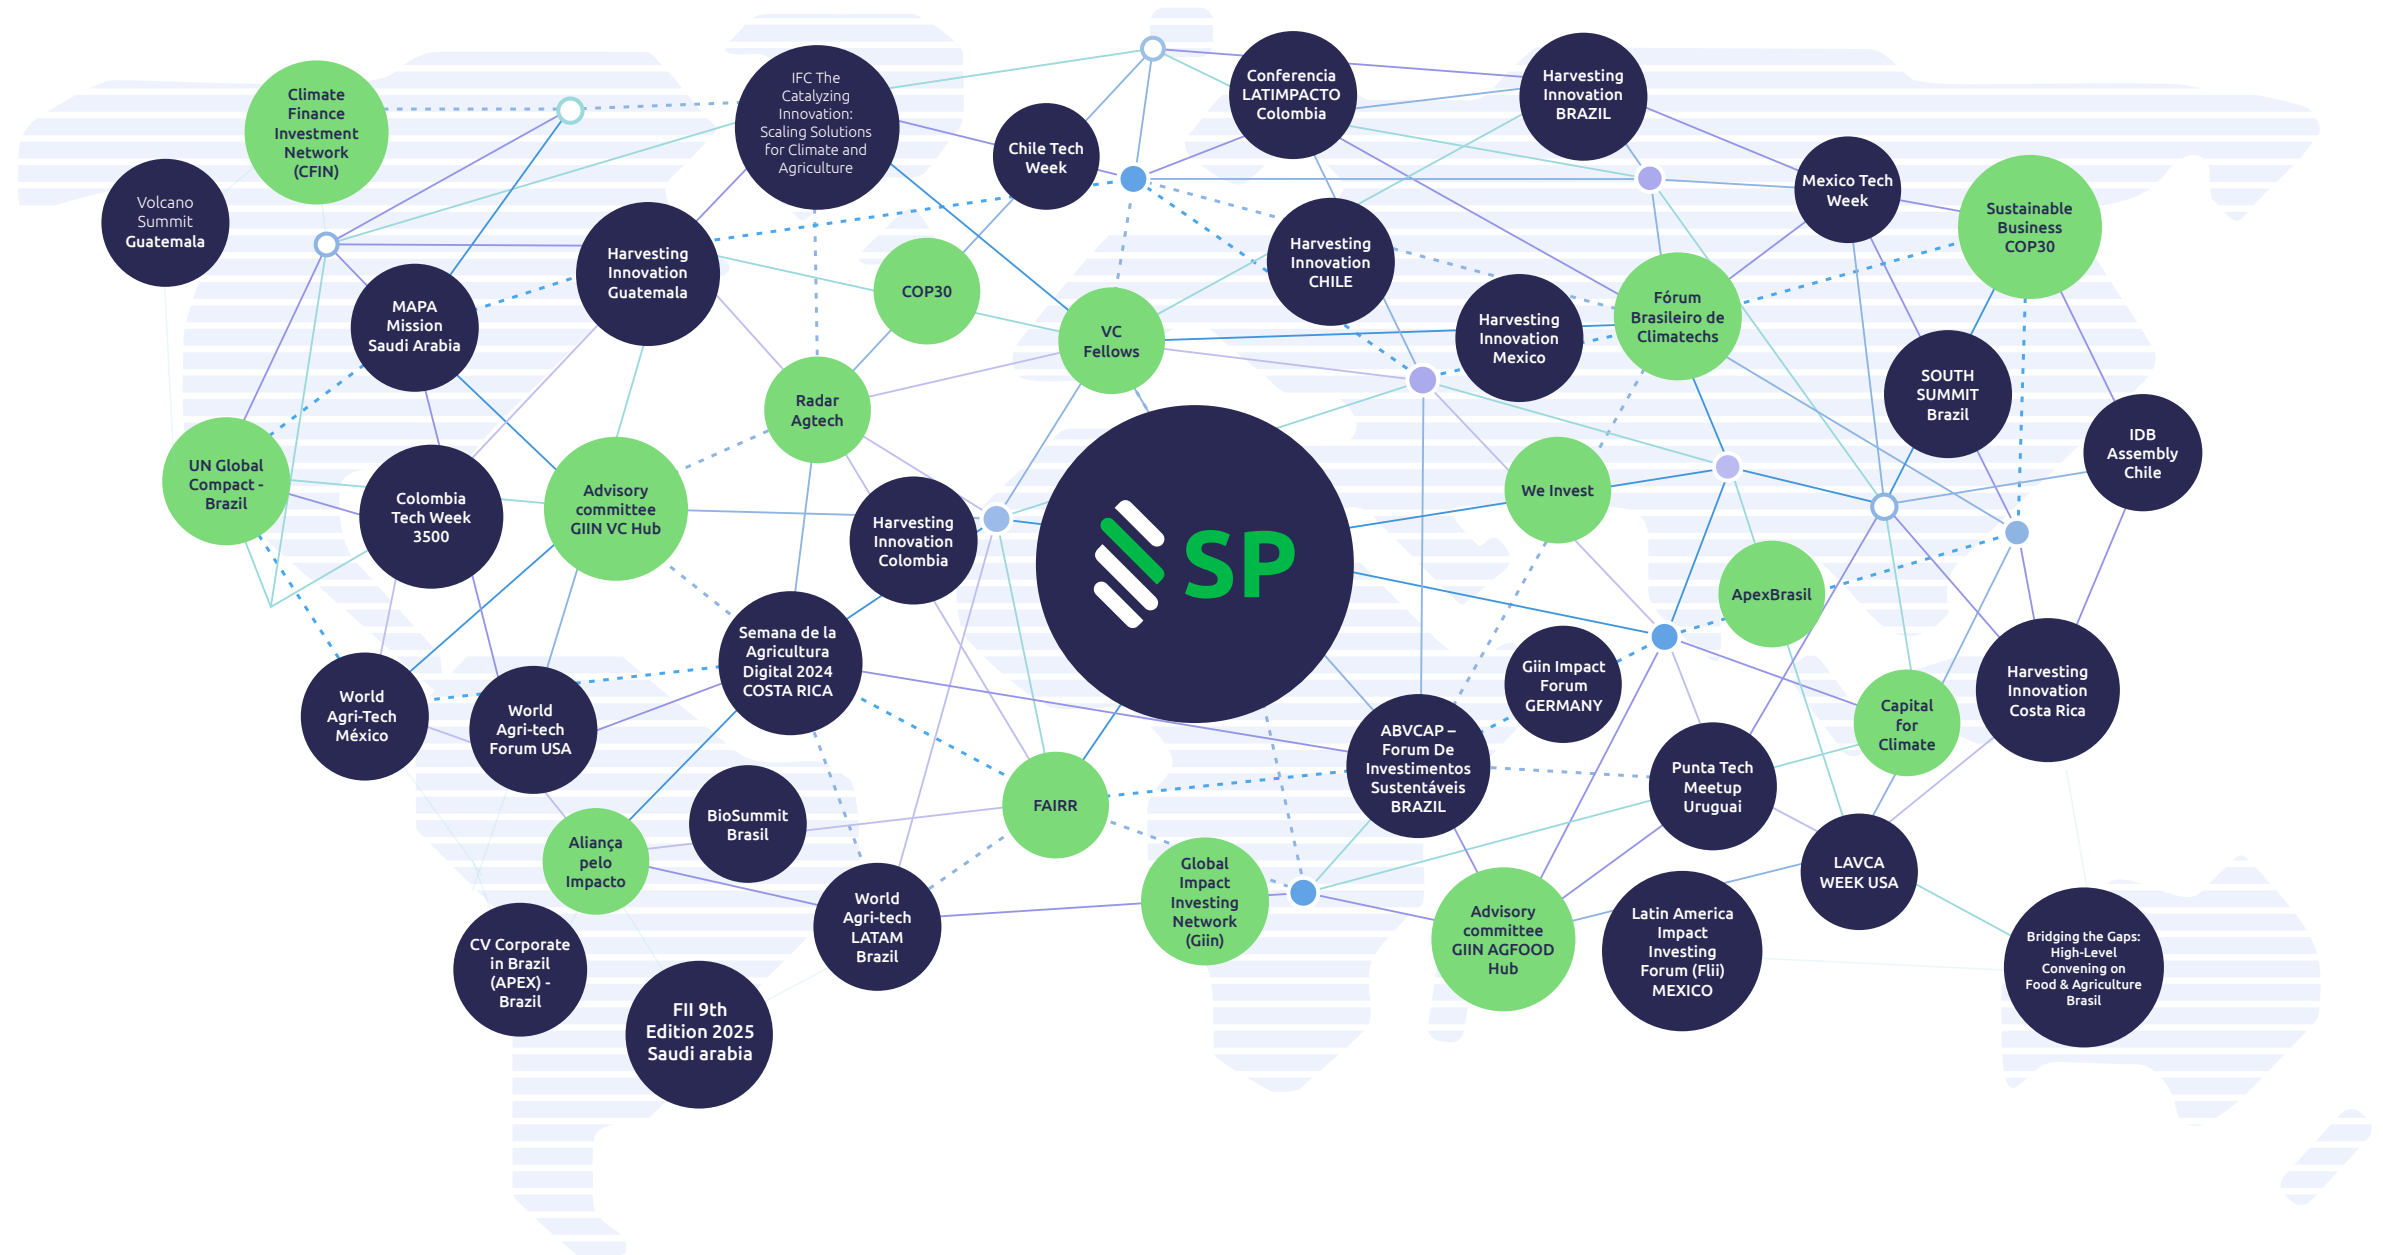 Climate
Finance
Investment
Network
(CFIN)
IFC The
Catalyzing
Innovation:
Scaling Solutions
for Climate and
Agriculture
Conferencia
LATIMPACTO
Colombia
Harvesting
Innovation
BRAZIL
Chile Tech
Week
Mexico Tech
Week
Volcano
Summit
Guatemala
Sustainable
Business
COP30
Harvesting
Innovation
Guatemala
Harvesting
Innovation
CHILE
COP30
MAPA
Mission
Saudi Arabia
VC
Fellows
Harvesting
Innovation
Mexico
Fórum
Brasileiro de
Climatechs
Radar
Agtech
SOUTH
SUMMIT
Brazil
IDB
Assembly
Chile
UN Global
Compact -
Brazil
Colombia
Tech Week
3500
Advisory
committee
GIIN VC Hub
Harvesting
Innovation
Colombia
SP
We Invest
ApexBrasil
Semana de la
Agricultura
Digital 2024
COSTA RICA
Giin Impact
Forum
GERMANY
Harvesting
Innovation
Costa Rica
World
Agri-Tech
México
World
Agri-tech
Forum USA
ABVCAP –
Forum De
Investimentos
Sustentáveis
BRAZIL
Capital
for
Climate
Punta Tech
Meetup
Uruguai
FAIRR
BioSummit
Brasil
Aliança
pelo
Impacto
Global
Impact
Investing
Network
(Giin)
LAVCA
WEEK USA
World
Agri-tech
LATAM
Brazil
Advisory
committee
GIIN AGFOOD
Hub
Latin America
Impact
Investing
Forum (Flii)
MEXICO
CV Corporate
in Brazil
(APEX) -
Brazil
Bridging the Gaps:
High-Level
Convening on
Food & Agriculture
Brasil
FII 9th
Edition 2025
Saudi arabia